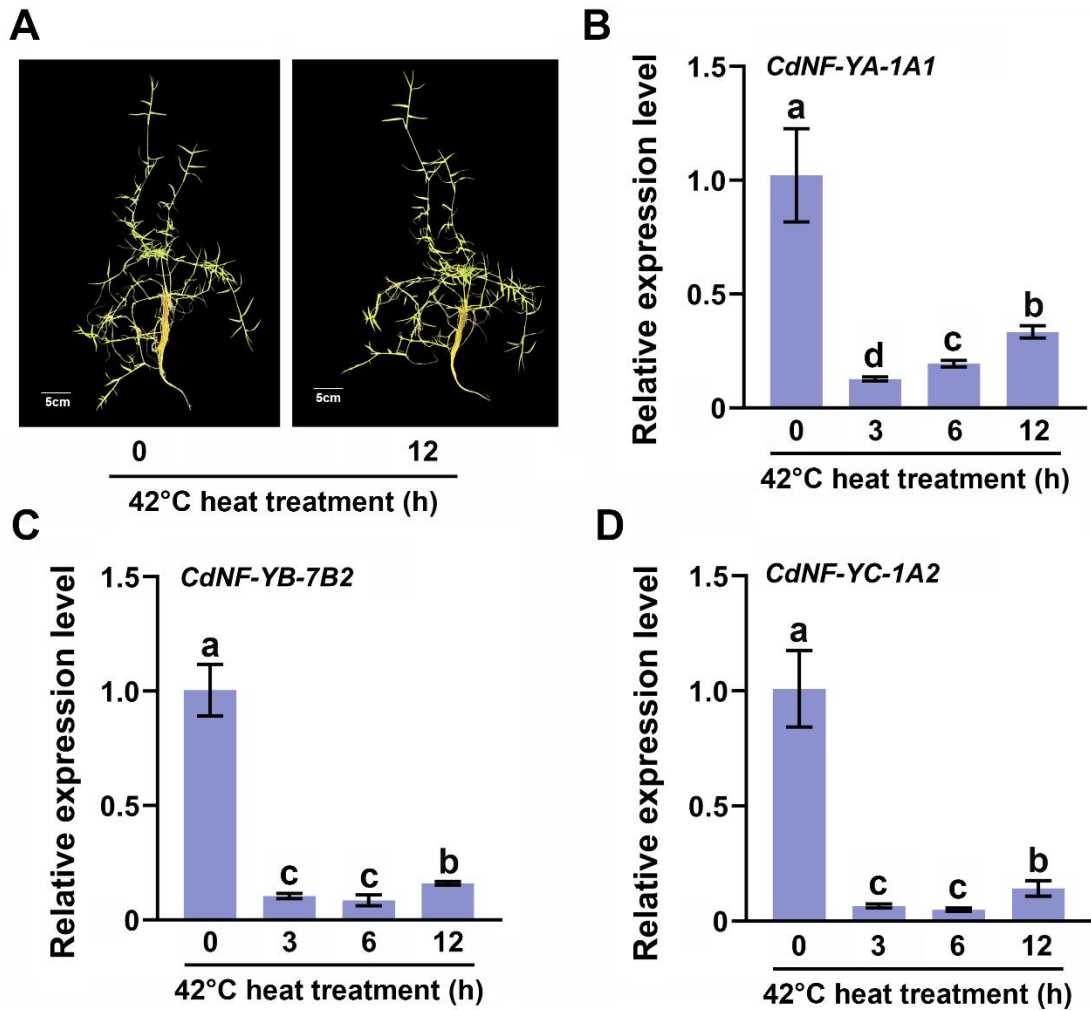 A
5cm
5cm
0 12
42°C heat treatment (h)
B
CdNF-YA-1A1
Relative expression level
1.5
1.0
0.5
0
a
d
c
b
0 3 6 12
42°C heat treatment (h)
C
CdNF-YB-7B2
Relative expression level
1.5
1.0
0.5
0
a
c
c
b
0 3 6 12
42°C heat treatment (h)
D
CdNF-YC-1A2
Relative expression level
1.5
1.0
0.5
0
a
c
c
b
0 3 6 12
42°C heat treatment (h)